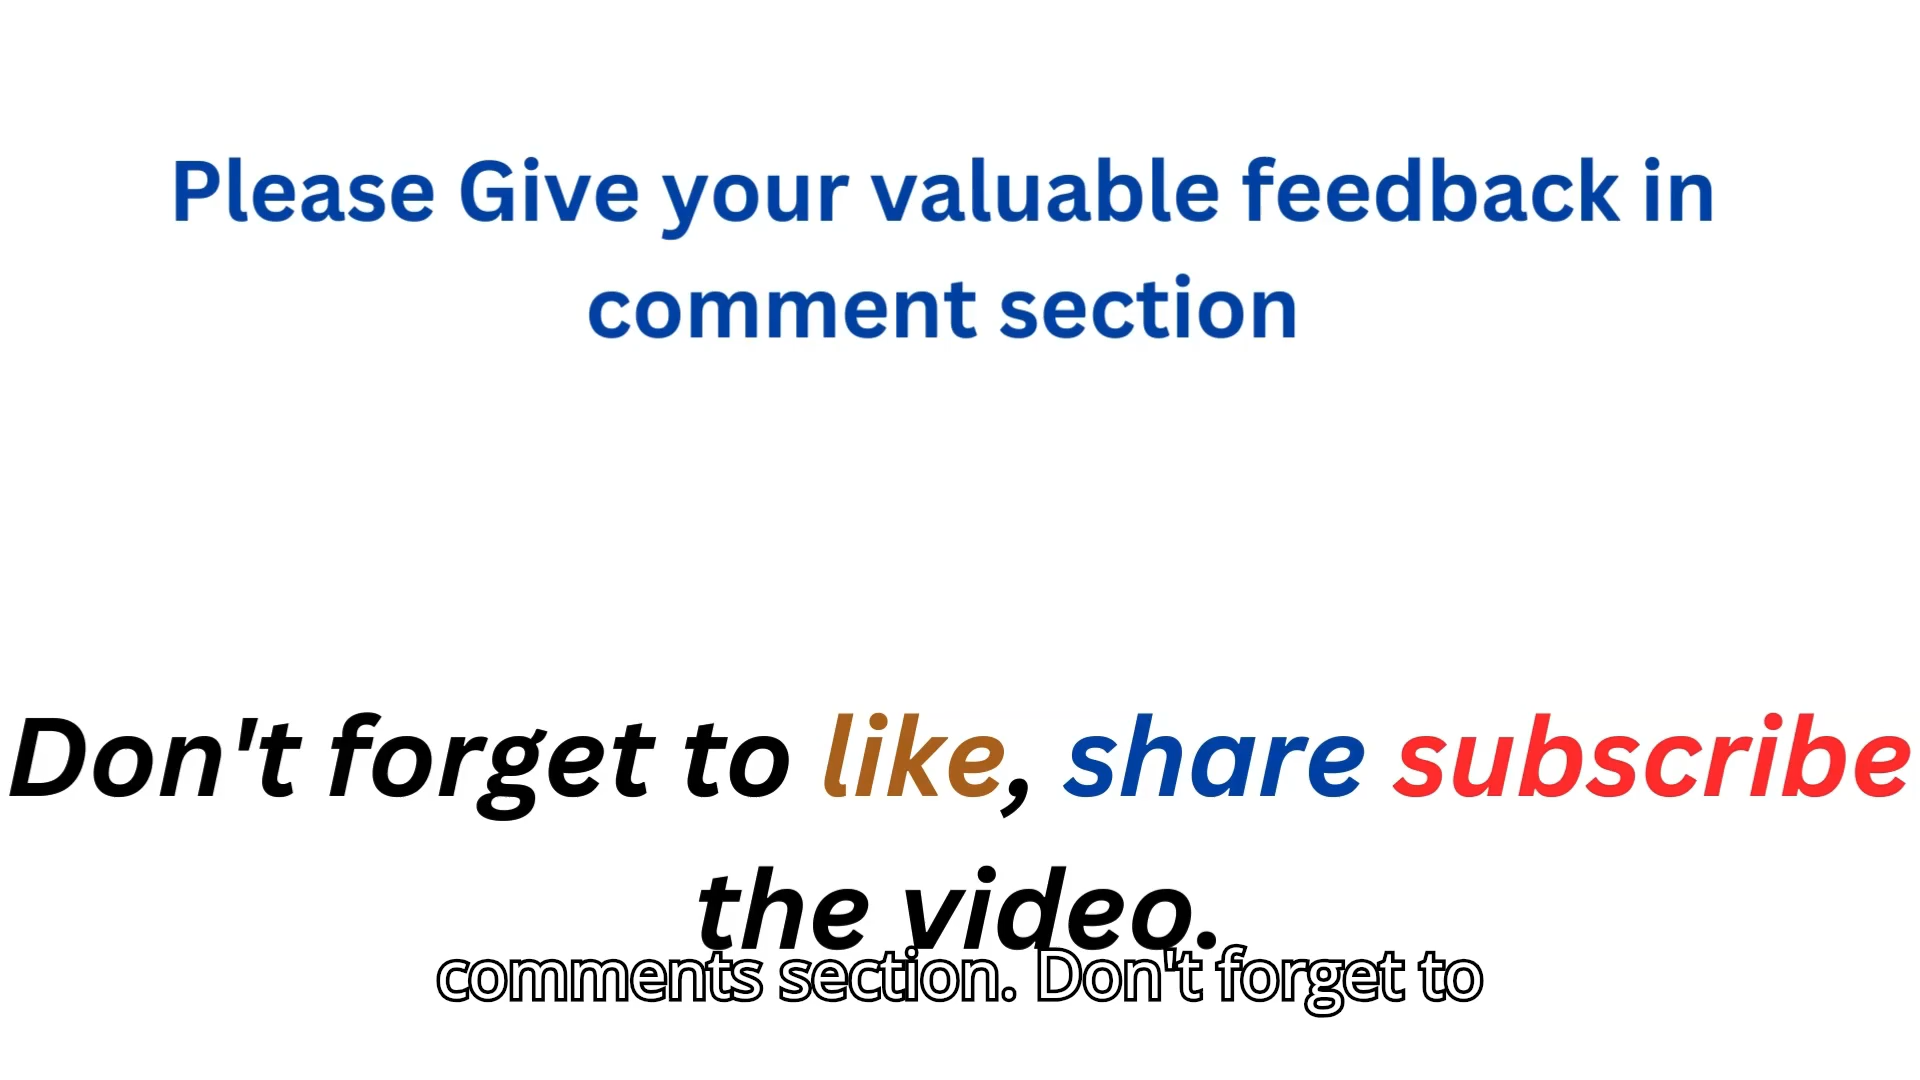 Please Give your valuable feedback in
comment section
Don't forget to like, share subscribe
the video.
comments section. Don't forget to